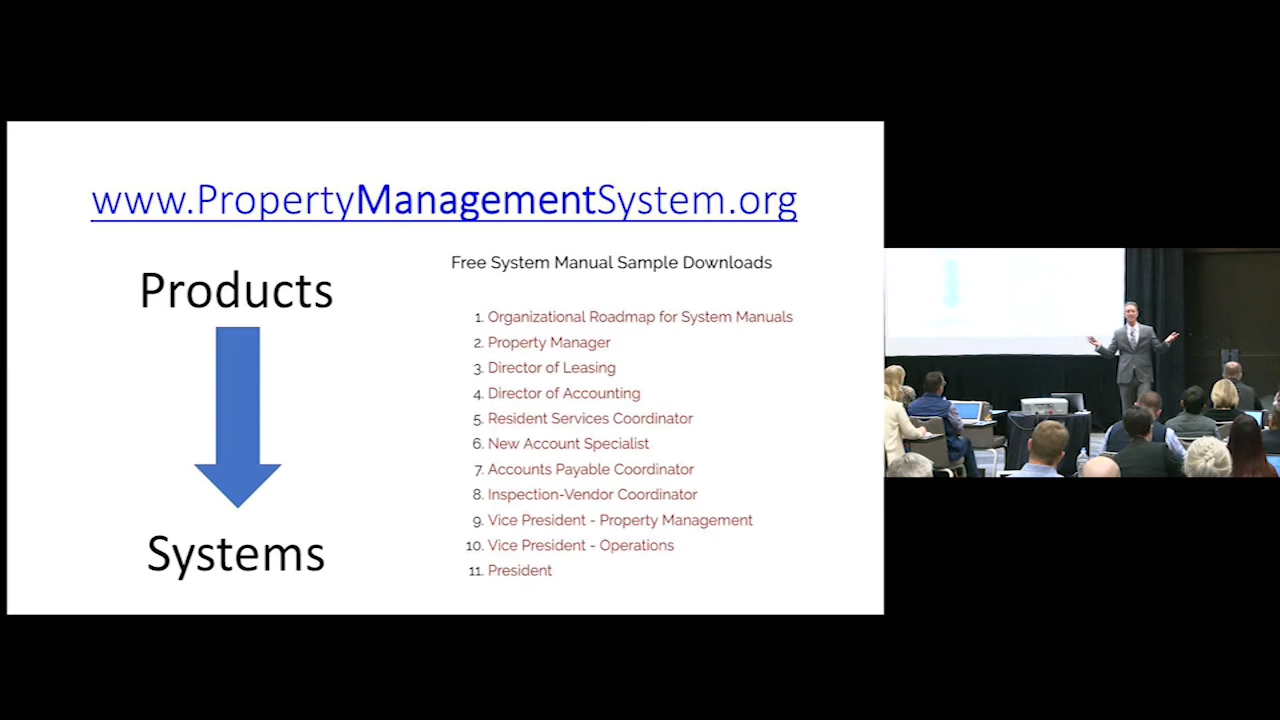 www.PropertyManagementSystem.org
Products
Systems
Free System Manual Sample Downloads
1. Organizational Roadmap for System Manuals
2. Property Manager
3. Director of Leasing
4. Director of Accounting
5. Resident Services Coordinator
6. New Account Specialist
7. Accounts Payable Coordinator
8. Inspection-Vendor Coordinator
9. Vice President - Property Management
10. Vice President - Operations
11. President